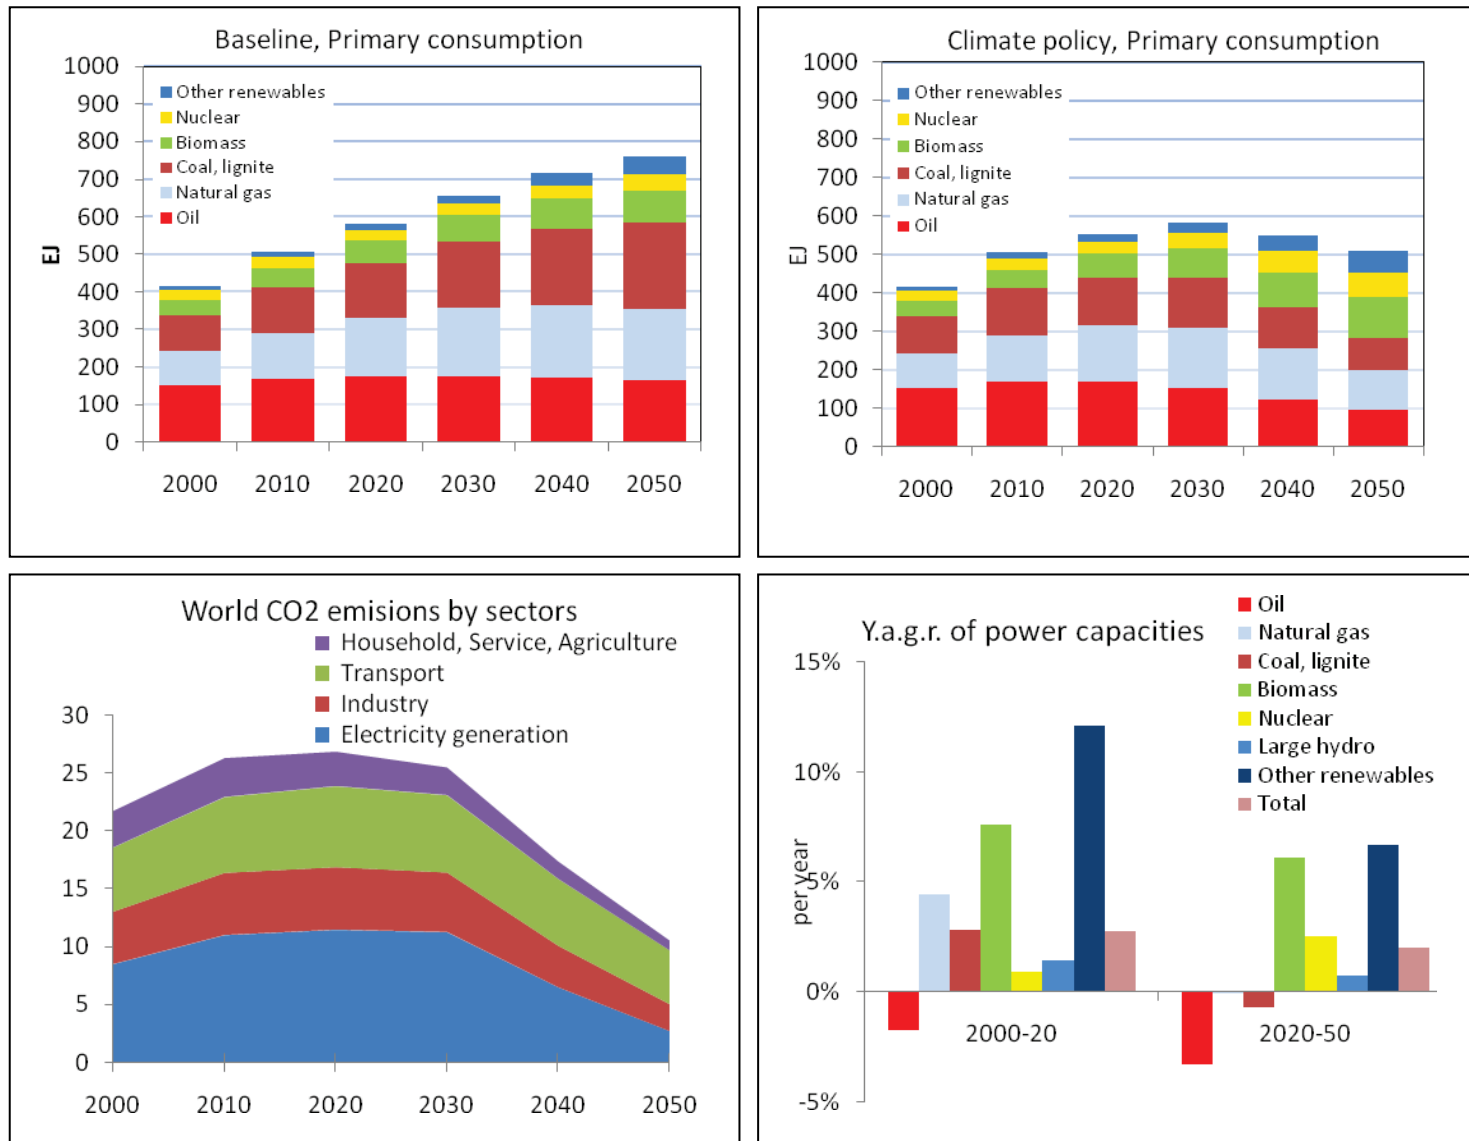 Baseline, Primary consumption
1000
900
800
700
600
500
400
300
200
100
0
EJ
Other renewables
Nuclear
Biomass
Coal, lignite
Natural gas
Oil
2000 2010 2020 2030 2040 2050
Climate policy, Primary consumption
1000
900
800
700
600
500
400
300
200
100
0
EJ
Other renewables
Nuclear
Biomass
Coal, lignite
Natural gas
Oil
2000 2010 2020 2030 2040 2050
World CO2 emisions by sectors
Household, Service, Agriculture
Transport
Industry
Electricity generation
30
25
20
15
10
5
0
2000 2010 2020 2030 2040 2050
Y.a.g.r. of power capacities
Oil
Natural gas
Coal, lignite
Biomass
Nuclear
Large hydro
Other renewables
Total
15%
10%
5%
0%
-5%
per year
2000-20 2020-50